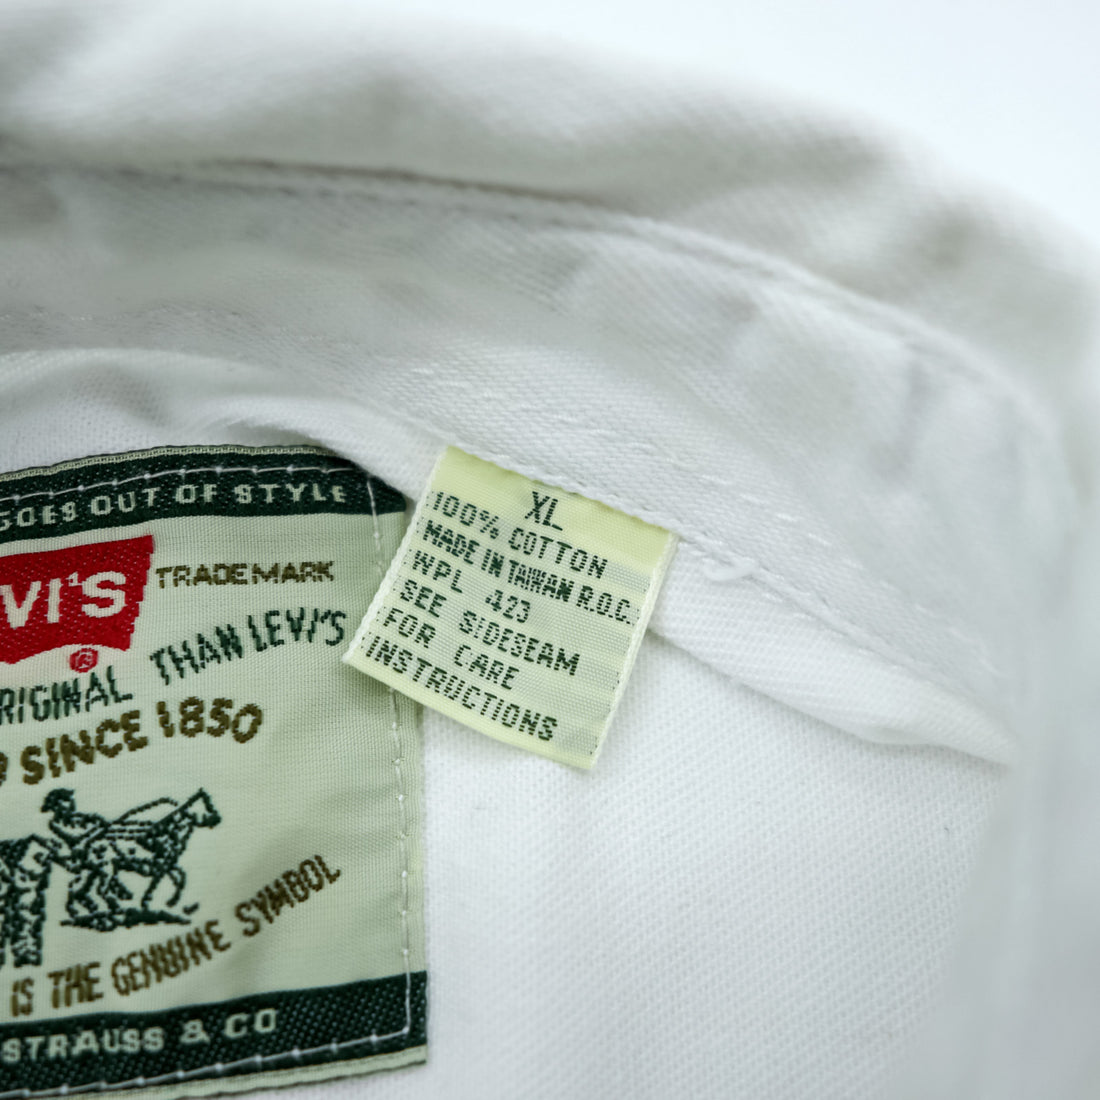 GOES OUT OF STYLE
VI'S TRADEMARK
®
RIGINAL THAN LEVI'S
SINCE 1850
IS THE GENUINE SYMBOL
STRAUSS & CO
XL
100% COTTON
MADE IN TAIWAN R.O.C.
WPL 423
SEE SIDESEAM
FOR CARE
INSTRUCTIONS